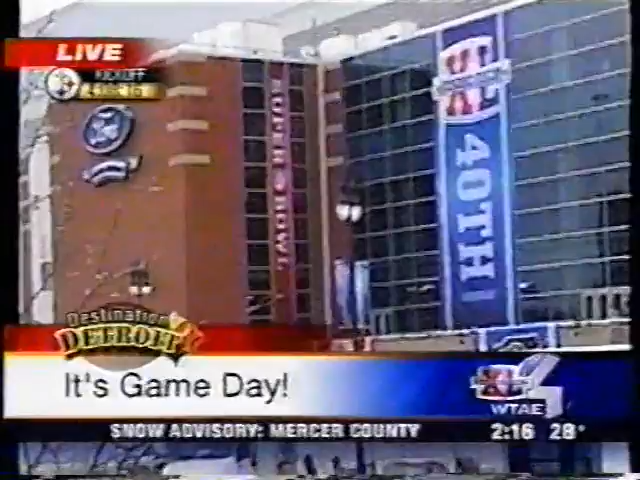 LIVE
KICKOFF
SUPER BOWL
XL
40TH
Destination
DETROIT
It's Game Day!
XL
WTAE
SNOW ADVISORY: MERCER COUNTY
2:16 28°